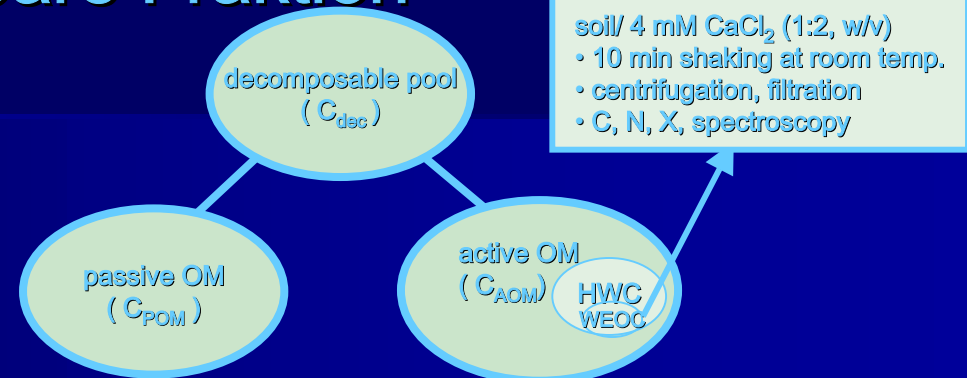 soil/ 4 mM CaCl2 (1:2, w/v)
• 10 min shaking at room temp.
• centrifugation, filtration
• C, N, X, spectroscopy
decomposable pool
( Cdec )
passive OM
( CPOM )
active OM
( CAOM)
HWC
WEOC